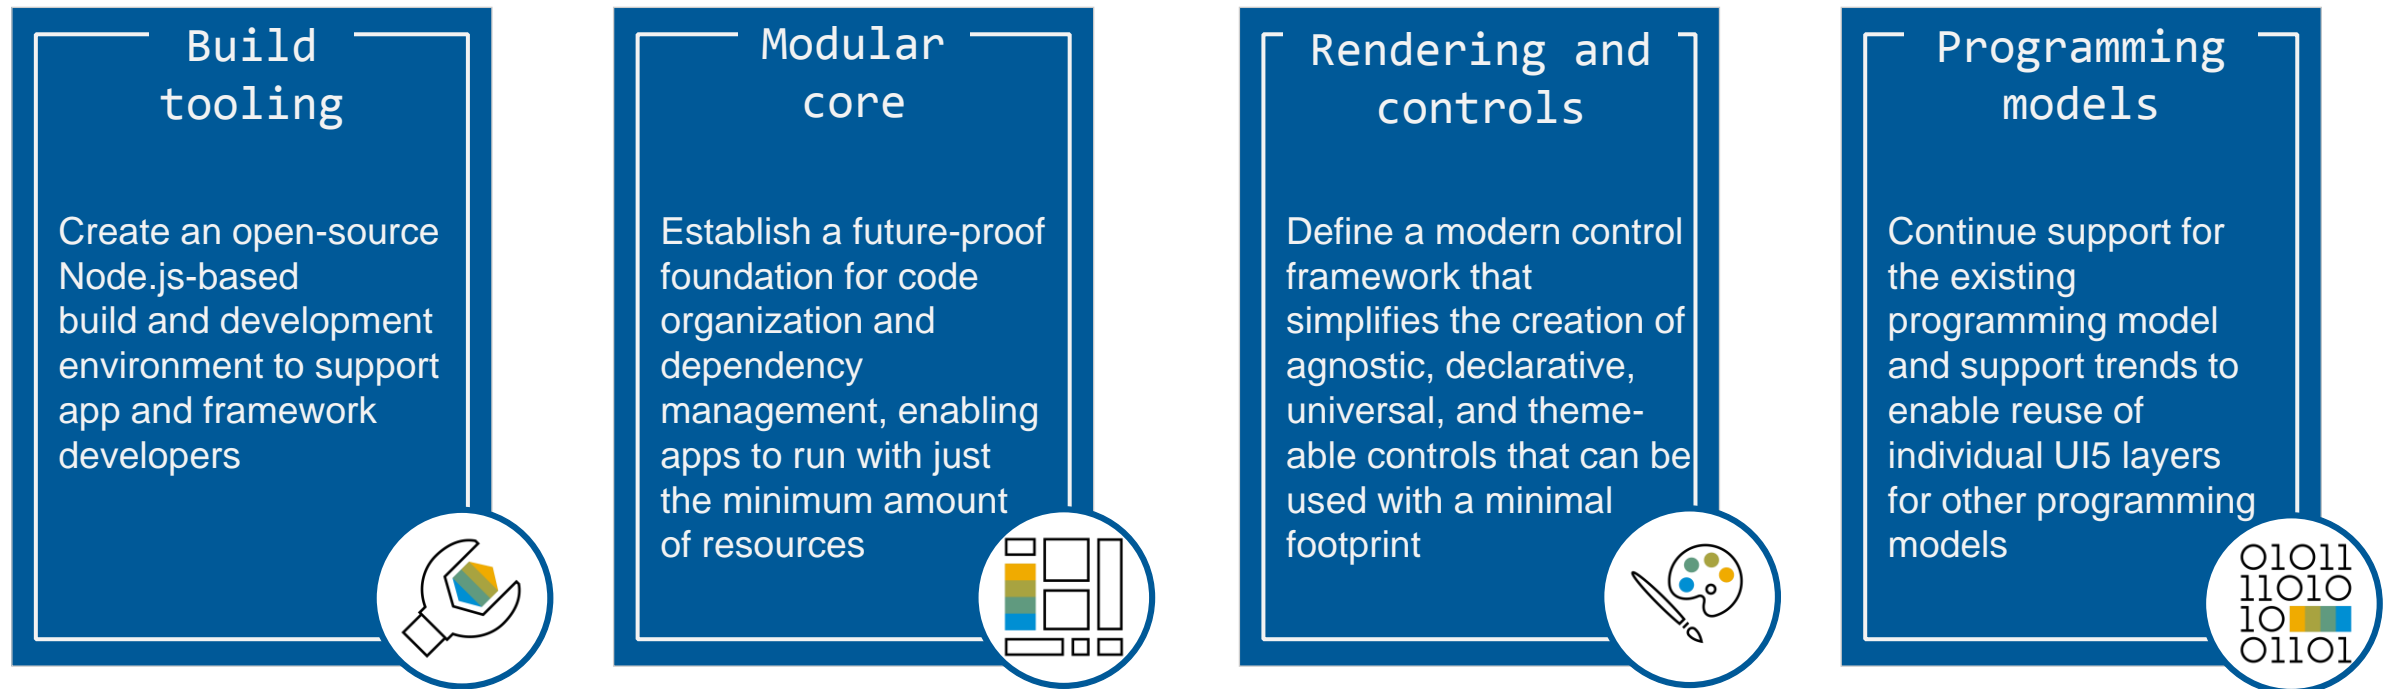 Build
tooling
Create an open-source
Node.js-based
build and development
environment to support
app and framework
developers
Modular
core
Establish a future-proof
foundation for code
organization and
dependency
management, enabling
apps to run with just
the minimum amount
of resources
Rendering and
controls
Define a modern control
framework that
simplifies the creation of
agnostic, declarative,
universal, and theme-
able controls that can be
used with a minimal
footprint
Programming
models
Continue support for
the existing
programming model
and support trends to
enable reuse of
individual UI5 layers
for other programming
models
01011
11010
10
01101